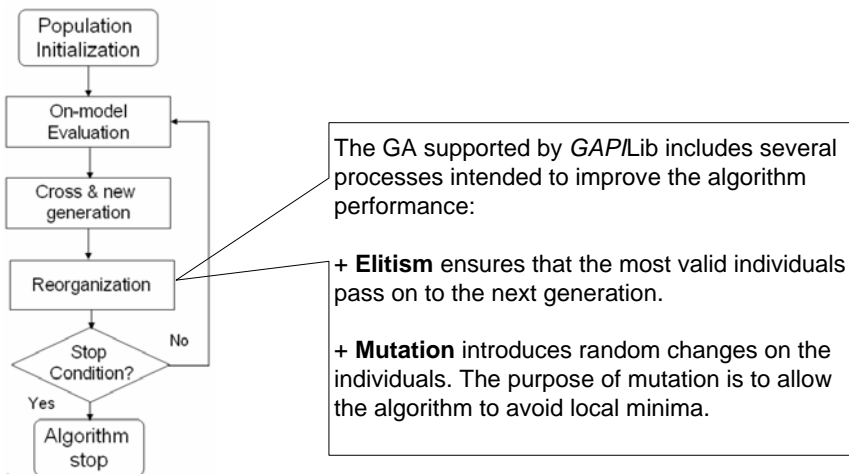 Population
Initialization
On-model
Evaluation
Cross & new
generation
Reorganization
Stop
Condition?
No
Yes
Algorithm
stop
The GA supported by GAPILib includes several
processes intended to improve the algorithm
performance:
+ Elitism ensures that the most valid individuals
pass on to the next generation.
+ Mutation introduces random changes on the
individuals. The purpose of mutation is to allow
the algorithm to avoid local minima.